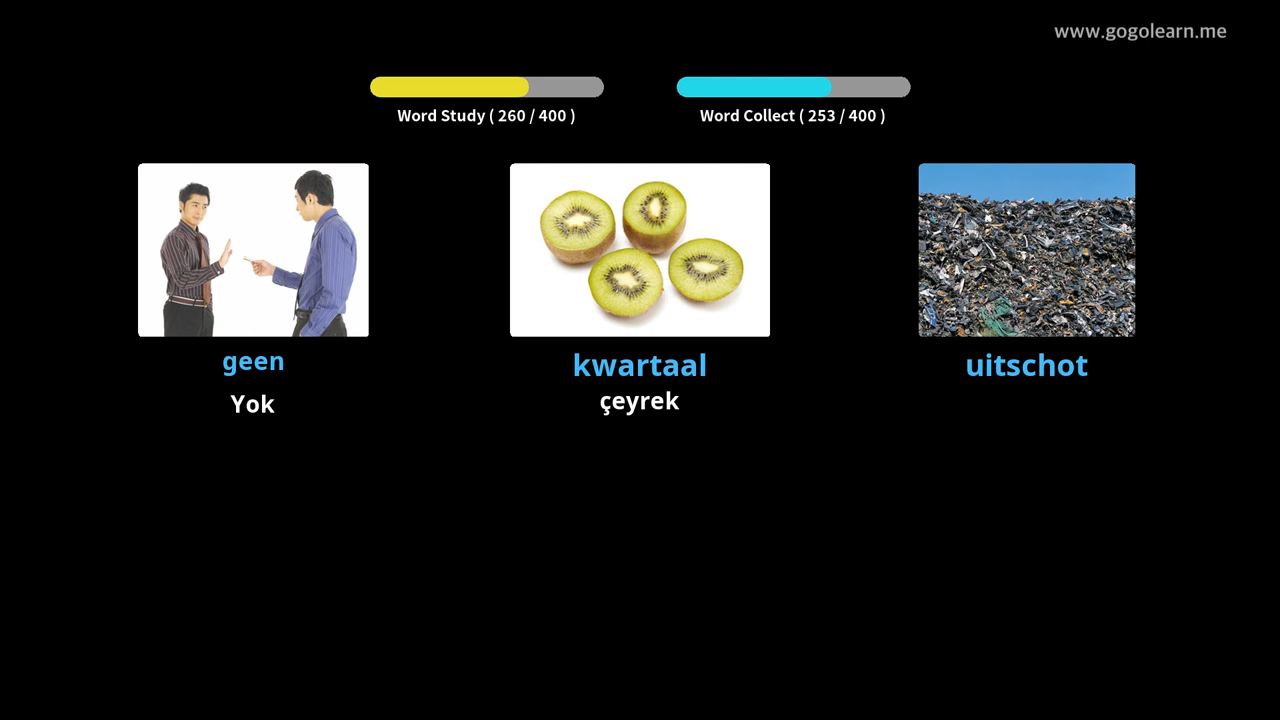 www.gogolearn.me
Word Study ( 260 / 400 )
Word Collect ( 253 / 400 )
geen
Yok
kwartaal
çeyrek
uitschot